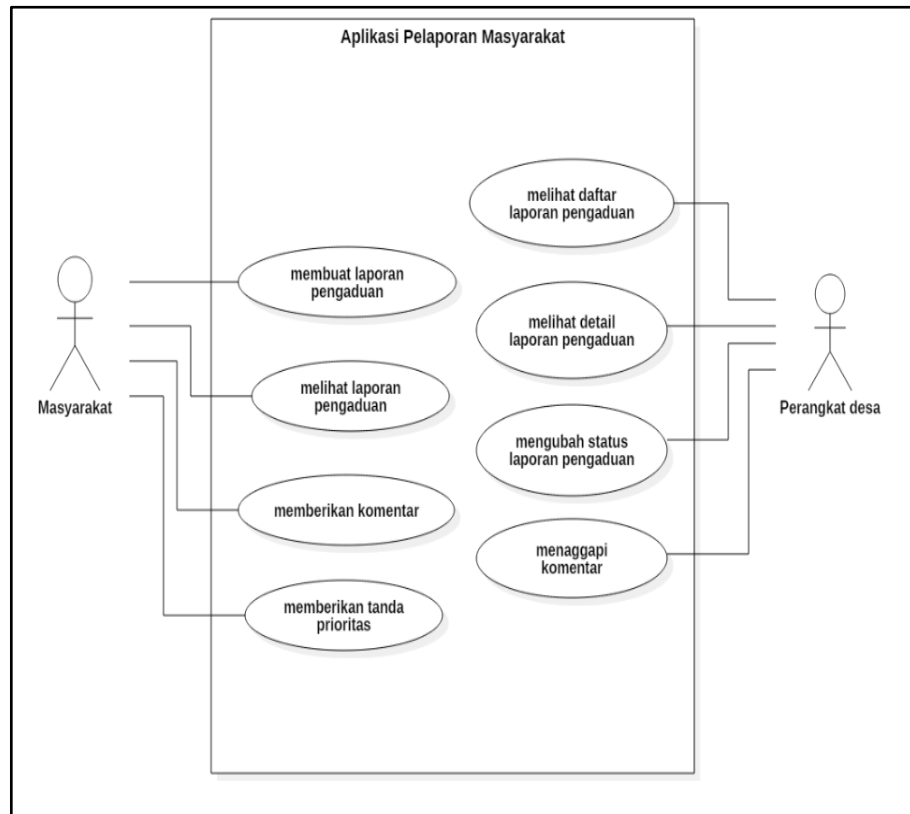 Aplikasi Pelaporan Masyarakat
melihat daftar
laporan pengaduan
membuat laporan
pengaduan
melihat detail
laporan pengaduan
melihat laporan
pengaduan
Masyarakat
Perangkat desa
mengubah status
laporan pengaduan
memberikan komentar
menaggapi
komentar
memberikan tanda
prioritas